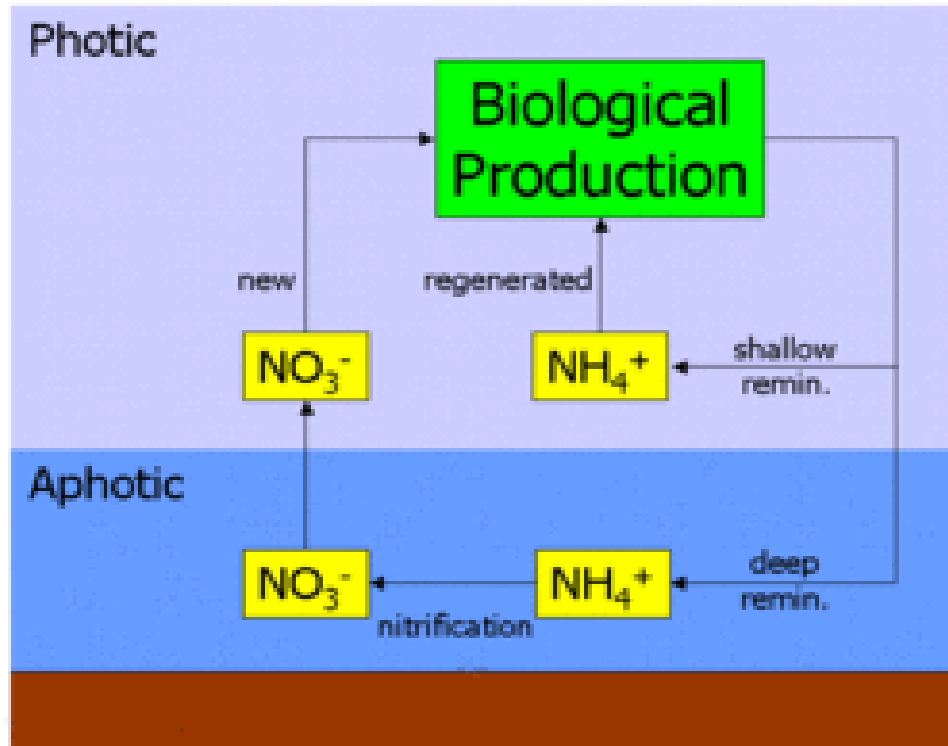 Photic
Biological
Production
new
regenerated
NO₃⁻
NH₄⁺
shallow
remin.
Aphotic
NO₃⁻
NH₄⁺
deep
remin.
nitrification